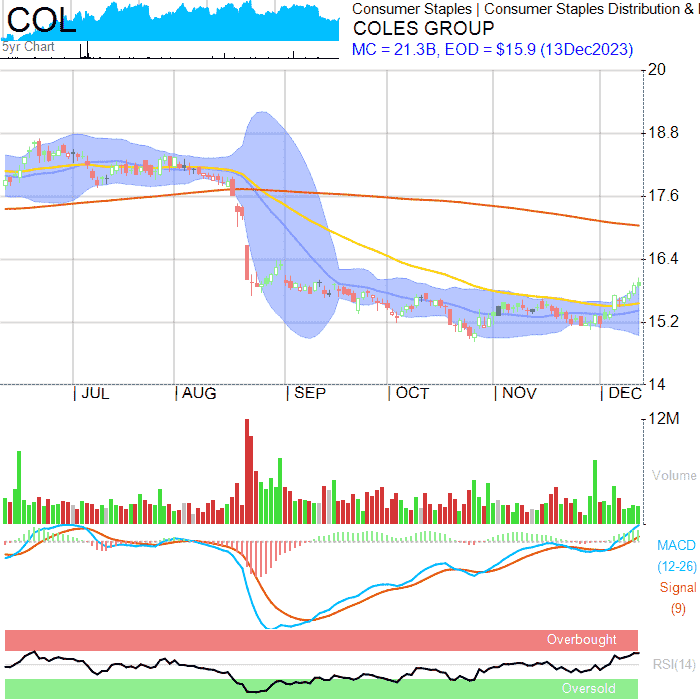 COL
5yr Chart
Consumer Staples | Consumer Staples Distribution &
COLES GROUP
MC = 21.3B, EOD = $15.9 (13Dec2023)
20
18.8
17.6
16.4
15.2
14
| JUL | AUG | SEP | OCT | NOV | DEC
12M
Volume
MACD
(12-26)
Signal
(9)
Overbought
RSI(14)
Oversold